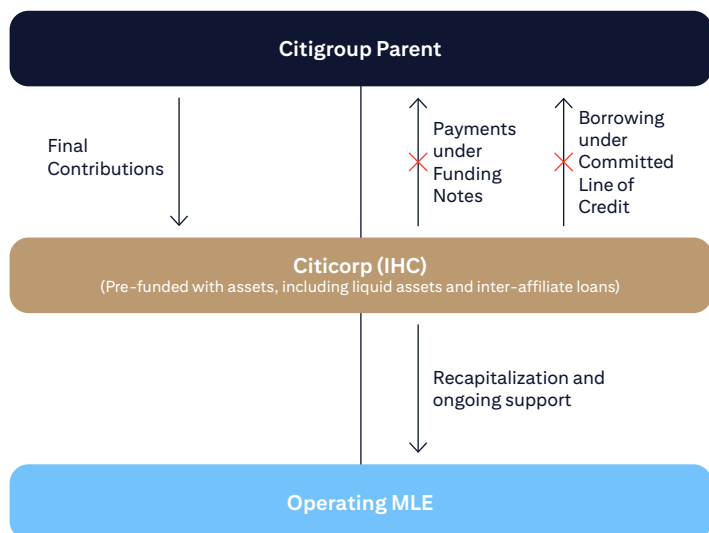 Citigroup Parent
Final
Contributions
Payments
under
Funding
Notes
Borrowing
under
Committed
Line of
Credit
Citicorp (IHC)
(Pre-funded with assets, including liquid assets and inter-affiliate loans)
Recapitalization and
ongoing support
Operating MLE